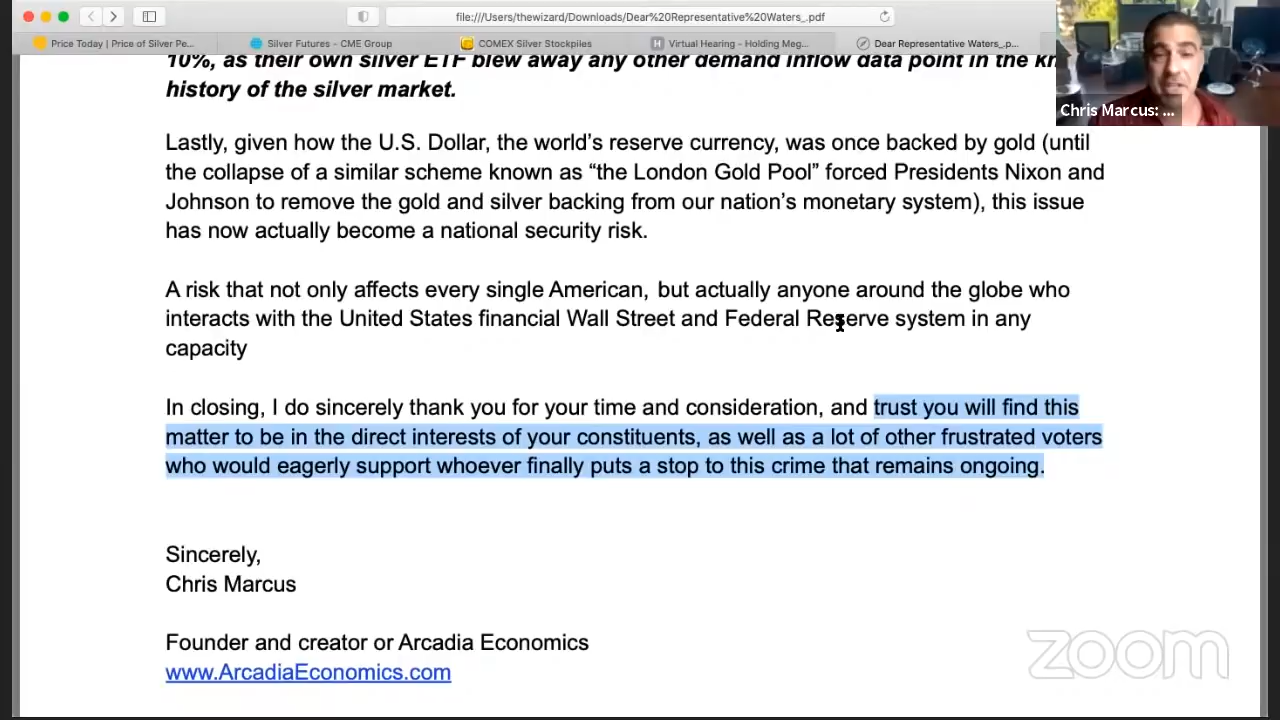 file:///Users/thewizard/Downloads/Dear%20Representative%20Waters_.pdf
Price Today | Price of Silver Pe...
Silver Futures - CME Group
COMEX Silver Stockpiles
Virtual Hearing - Holding Meg...
Dear Representative Waters_.p...
10%, as their own silver ETF blew away any other demand inflow data point in the
history of the silver market.
Chris Marcus: ...
Lastly, given how the U.S. Dollar, the world’s reserve currency, was once backed by gold (until
the collapse of a similar scheme known as “the London Gold Pool” forced Presidents Nixon and
Johnson to remove the gold and silver backing from our nation’s monetary system), this issue
has now actually become a national security risk.
A risk that not only affects every single American, but actually anyone around the globe who
interacts with the United States financial Wall Street and Federal Reserve system in any
capacity
In closing, I do sincerely thank you for your time and consideration, and trust you will find this
matter to be in the direct interests of your constituents, as well as a lot of other frustrated voters
who would eagerly support whoever finally puts a stop to this crime that remains ongoing.
Sincerely,
Chris Marcus
Founder and creator or Arcadia Economics
www.ArcadiaEconomics.com
zoom